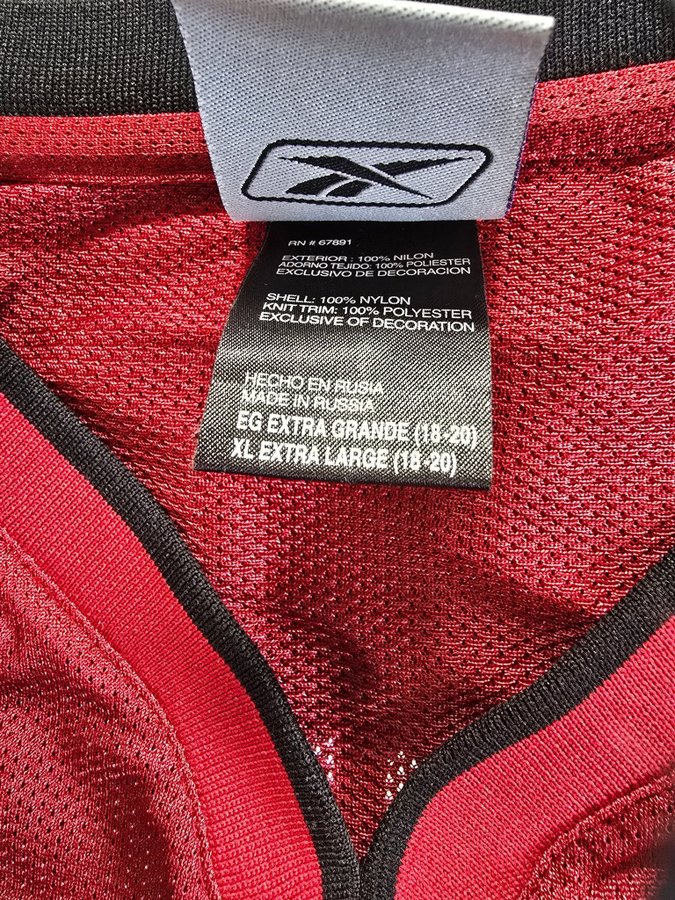 RN # 67891
EXTERIOR : 100% NILON
ADORNO TEJIDO: 100% POLIESTER
EXCLUSIVO DE DECORACION
SHELL: 100% NYLON
KNIT TRIM: 100% POLYESTER
EXCLUSIVE OF DECORATION
HECHO EN RUSIA
MADE IN RUSSIA
EG EXTRA GRANDE (18-20)
XL EXTRA LARGE (18-20)